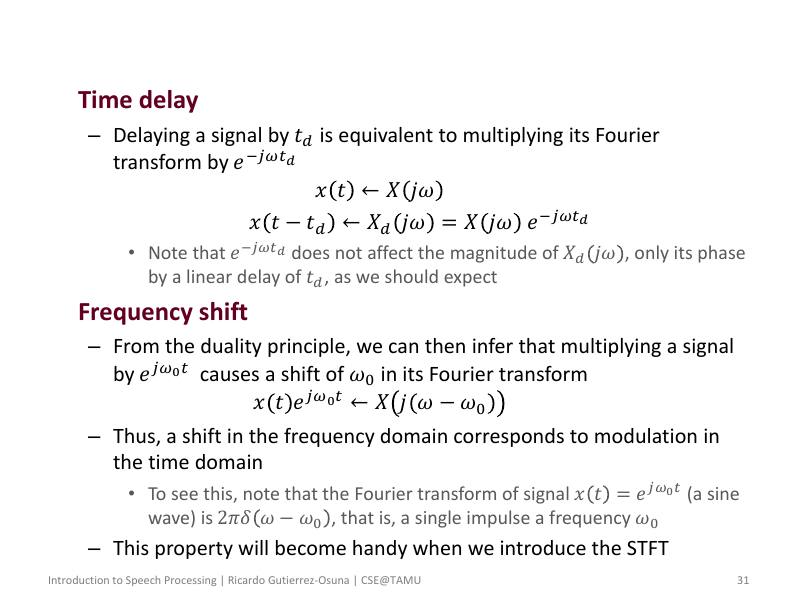 Time delay
– Delaying a signal by 𝑡𝑑 is equivalent to multiplying its Fourier
transform by 𝑒^{−𝑗𝜔𝑡𝑑}
𝑥(𝑡) ← 𝑋(𝑗𝜔)
𝑥(𝑡 − 𝑡𝑑) ← 𝑋𝑑(𝑗𝜔) = 𝑋(𝑗𝜔) 𝑒^{−𝑗𝜔𝑡𝑑}
• Note that 𝑒^{−𝑗𝜔𝑡𝑑} does not affect the magnitude of 𝑋𝑑(𝑗𝜔), only its phase
by a linear delay of 𝑡𝑑, as we should expect
Frequency shift
– From the duality principle, we can then infer that multiplying a signal
by 𝑒^{𝑗𝜔₀𝑡} causes a shift of 𝜔₀ in its Fourier transform
𝑥(𝑡)𝑒^{𝑗𝜔₀𝑡} ← 𝑋(𝑗(𝜔 − 𝜔₀))
– Thus, a shift in the frequency domain corresponds to modulation in
the time domain
• To see this, note that the Fourier transform of signal 𝑥(𝑡) = 𝑒^{𝑗𝜔₀𝑡} (a sine
wave) is 2𝜋𝛿(𝜔 − 𝜔₀), that is, a single impulse a frequency 𝜔₀
– This property will become handy when we introduce the STFT
Introduction to Speech Processing | Ricardo Gutierrez-Osuna | CSE@TAMU 31